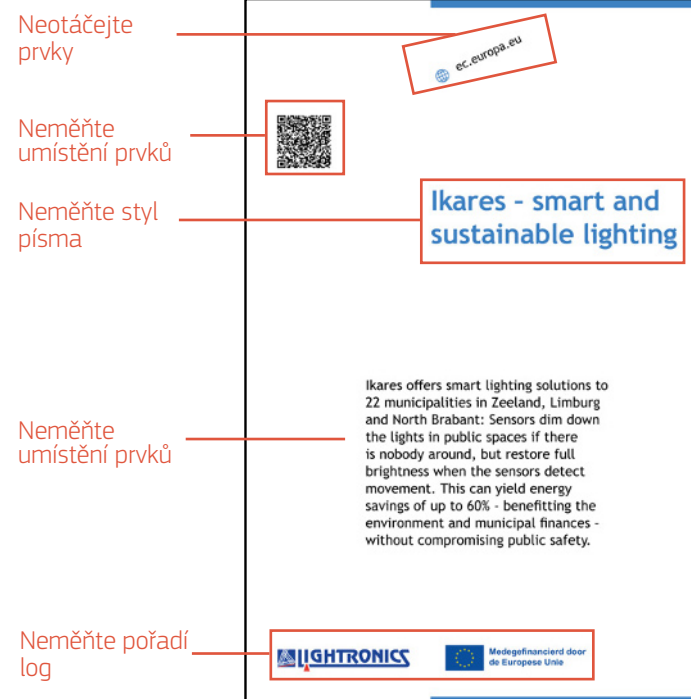 Neotáčejte
prvky
ec.europa.eu
Neměňte
umístění prvků
Neměňte styl
písma
Ikares - smart and
sustainable lighting
Neměňte
umístění prvků
Ikares offers smart lighting solutions to
22 municipalities in Zeeland, Limburg
and North Brabant: Sensors dim down
the lights in public spaces if there
is nobody around, but restore full
brightness when the sensors detect
movement. This can yield energy
savings of up to 60% - benefitting the
environment and municipal finances -
without compromising public safety.
Neměňte pořadí
log
LIGHTRONICS
Medegefinancierd door
de Europese Unie